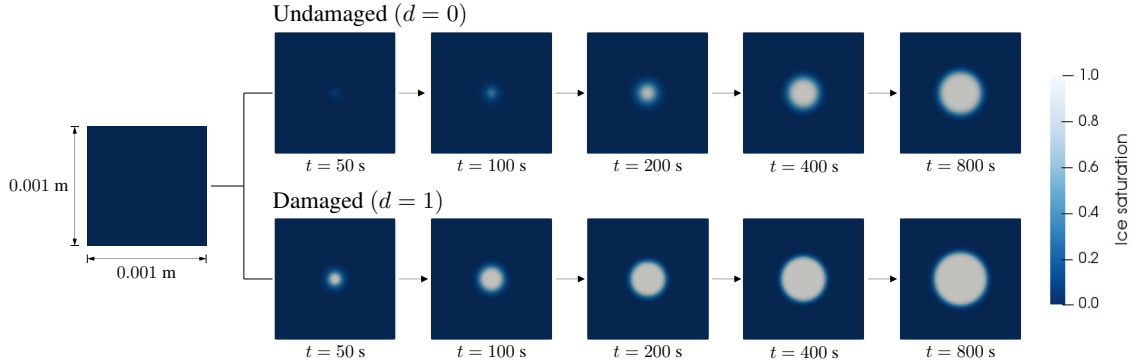 Undamaged (d = 0)
t = 50 s
t = 100 s
t = 200 s
t = 400 s
t = 800 s
0.001 m
0.001 m
Damaged (d = 1)
t = 50 s
t = 100 s
t = 200 s
t = 400 s
t = 800 s
1.0
0.8
0.6
0.4
0.2
0.0
Ice saturation